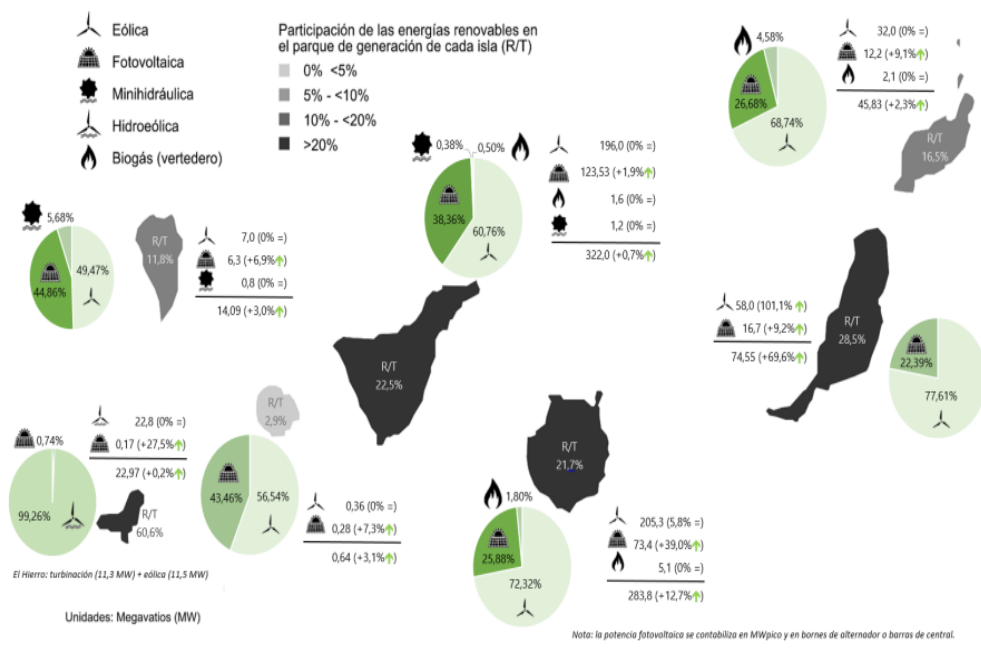 Eólica
Fotovoltaica
Minihidráulica
Hidroeólica
Biogás (vertedero)
Participación de las energías renovables en
el parque de generación de cada isla (R/T)
0% <5%
5% - <10%
10% - <20%
>20%
4,58%
26,68%
68,74%
32,0 (0% =)
12,2 (+9,1%↑)
2,1 (0% =)
45,83 (+2,3%↑)
R/T
16,5%
0,38%
0,50%
38,36%
60,76%
196,0 (0% =)
123,53 (+1,9%↑)
1,6 (0% =)
1,2 (0% =)
322,0 (+0,7%↑)
5,68%
49,47%
44,86%
R/T
11,8%
7,0 (0% =)
6,3 (+6,9%↑)
0,8 (0% =)
14,09 (+3,0%↑)
R/T
22,5%
58,0 (101,1% ↑)
16,7 (+9,2%↑)
74,55 (+69,6%↑)
R/T
28,5%
22,39%
77,61%
0,74%
99,26%
22,8 (0% =)
0,17 (+27,5%↑)
22,97 (+0,2%↑)
R/T
60,6%
El Hierro: turbinación (11,3 MW) + eólica (11,5 MW)
R/T
2,9%
43,46%
56,54%
0,36 (0% =)
0,28 (+7,3%↑)
0,64 (+3,1%↑)
R/T
21,7%
1,80%
25,88%
72,32%
205,3 (5,8% =)
73,4 (+39,0%↑)
5,1 (0% =)
283,8 (+12,7%↑)
Unidades: Megavatios (MW)
Nota: la potencia fotovoltaica se contabiliza en MWpico y en bornes de alternador o barras de central.